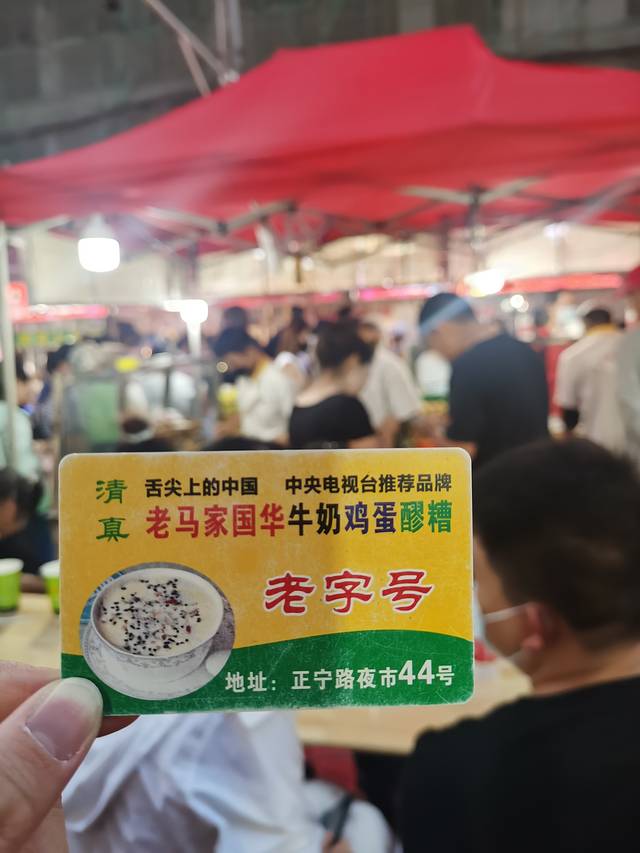 清真
舌尖上的中国 中央电视台推荐品牌
老马家国华牛奶鸡蛋醪糟
老字号
地址：正宁路夜市44号